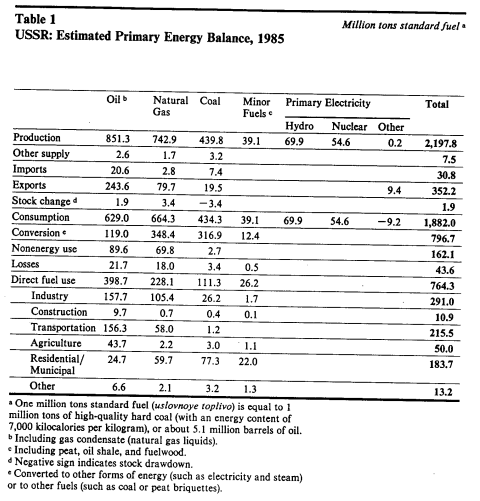 Table 1
Million tons standard fuel a
USSR: Estimated Primary Energy Balance, 1985
Oil b Natural Gas Coal Minor Fuels c Primary Electricity Total
Hydro Nuclear Other
Production 851.3 742.9 439.8 39.1 69.9 54.6 0.2 2,197.8
Other supply 2.6 1.7 3.2 7.5
Imports 20.6 2.8 7.4 30.8
Exports 243.6 79.7 19.5 9.4 352.2
Stock change d 1.9 3.4 −3.4 1.9
Consumption 629.0 664.3 434.3 39.1 69.9 54.6 −9.2 1,882.0
Conversion e 119.0 348.4 316.9 12.4 796.7
Nonenergy use 89.6 69.8 2.7 162.1
Losses 21.7 18.0 3.4 0.5 43.6
Direct fuel use 398.7 228.1 111.3 26.2 764.3
Industry 157.7 105.4 26.2 1.7 291.0
Construction 9.7 0.7 0.4 0.1 10.9
Transportation 156.3 58.0 1.2 215.5
Agriculture 43.7 2.2 3.0 1.1 50.0
Residential/ 24.7 59.7 77.3 22.0 183.7
Municipal
Other 6.6 2.1 3.2 1.3 13.2
a One million tons standard fuel (uslovnoye toplivo) is equal to 1
million tons of high-quality hard coal (with an energy content of
7,000 kilocalories per kilogram), or about 5.1 million barrels of oil.
b Including gas condensate (natural gas liquids).
c Including peat, oil shale, and fuelwood.
d Negative sign indicates stock drawdown.
e Converted to other forms of energy (such as electricity and steam)
or to other fuels (such as coal or peat briquettes).